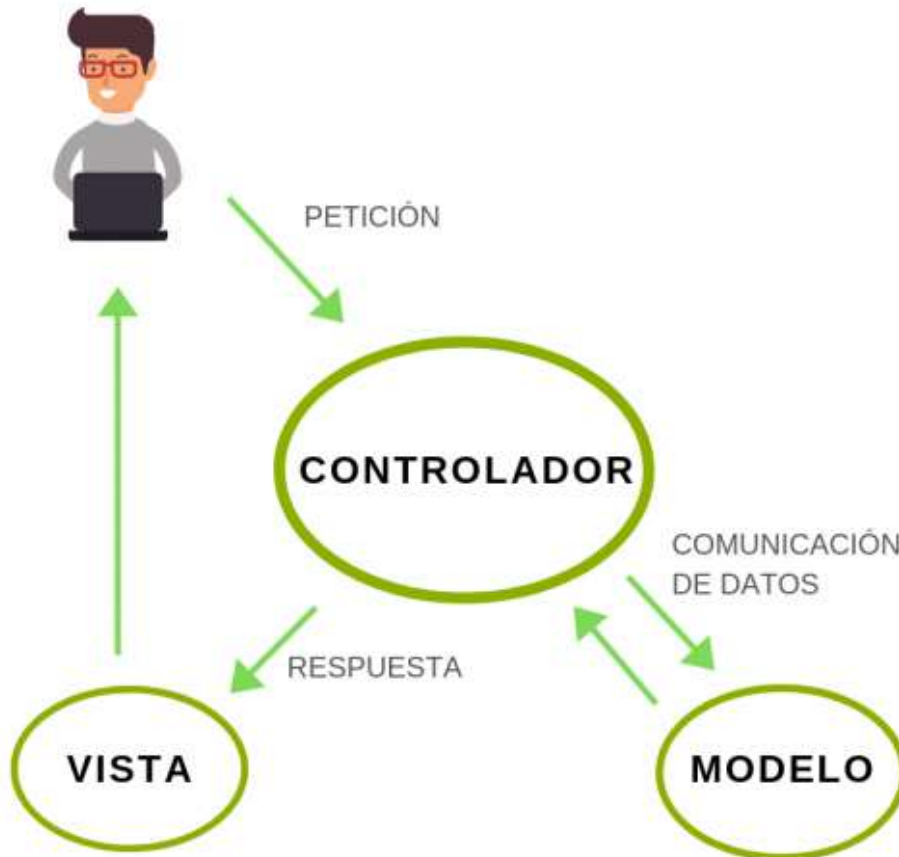 PETICIÓN
CONTROLADOR
COMUNICACIÓN
DE DATOS
RESPUESTA
VISTA
MODELO